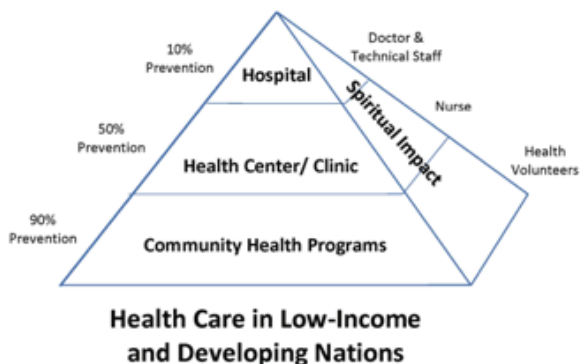 10%
Prevention
Hospital
Doctor &
Technical Staff
50%
Prevention
Health Center/ Clinic
Spiritual Impact
Nurse
90%
Prevention
Community Health Programs
Health
Volunteers
Health Care in Low-Income
and Developing Nations